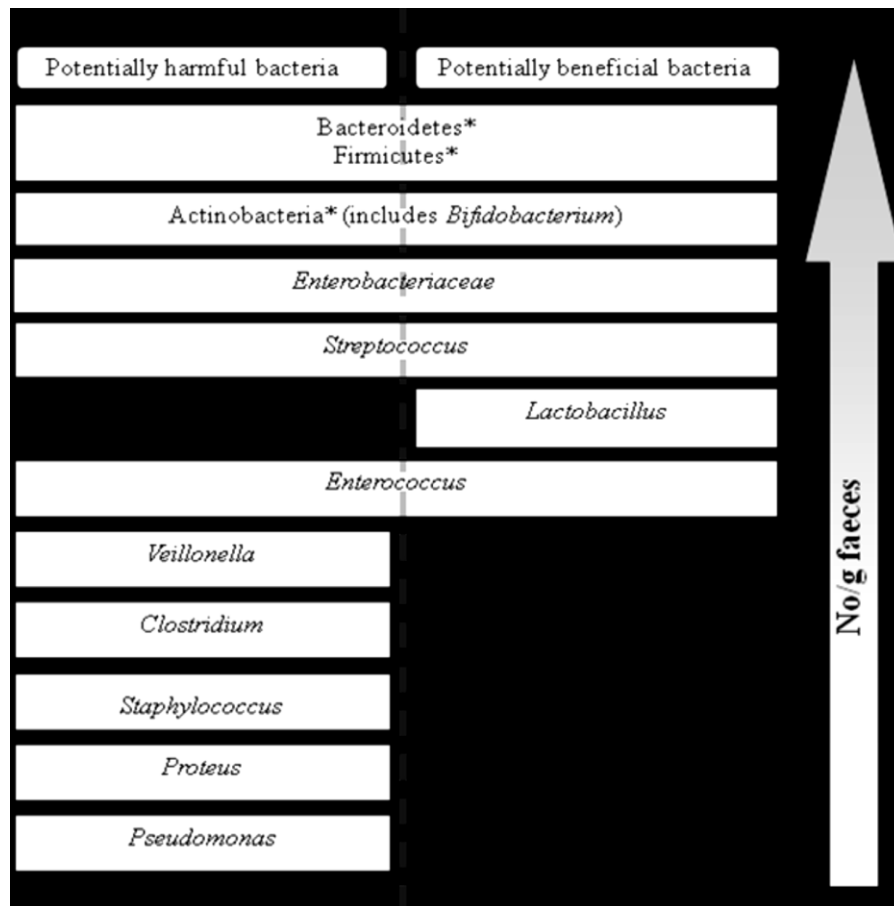 Potentially harmful bacteria
Potentially beneficial bacteria
Bacteroidetes*
Firmicutes*
Actinobacteria* (includes Bifidobacterium)
Enterobacteriaceae
Streptococcus
Lactobacillus
Enterococcus
Veillonella
Clostridium
Staphylococcus
Proteus
Pseudomonas
No/g faeces